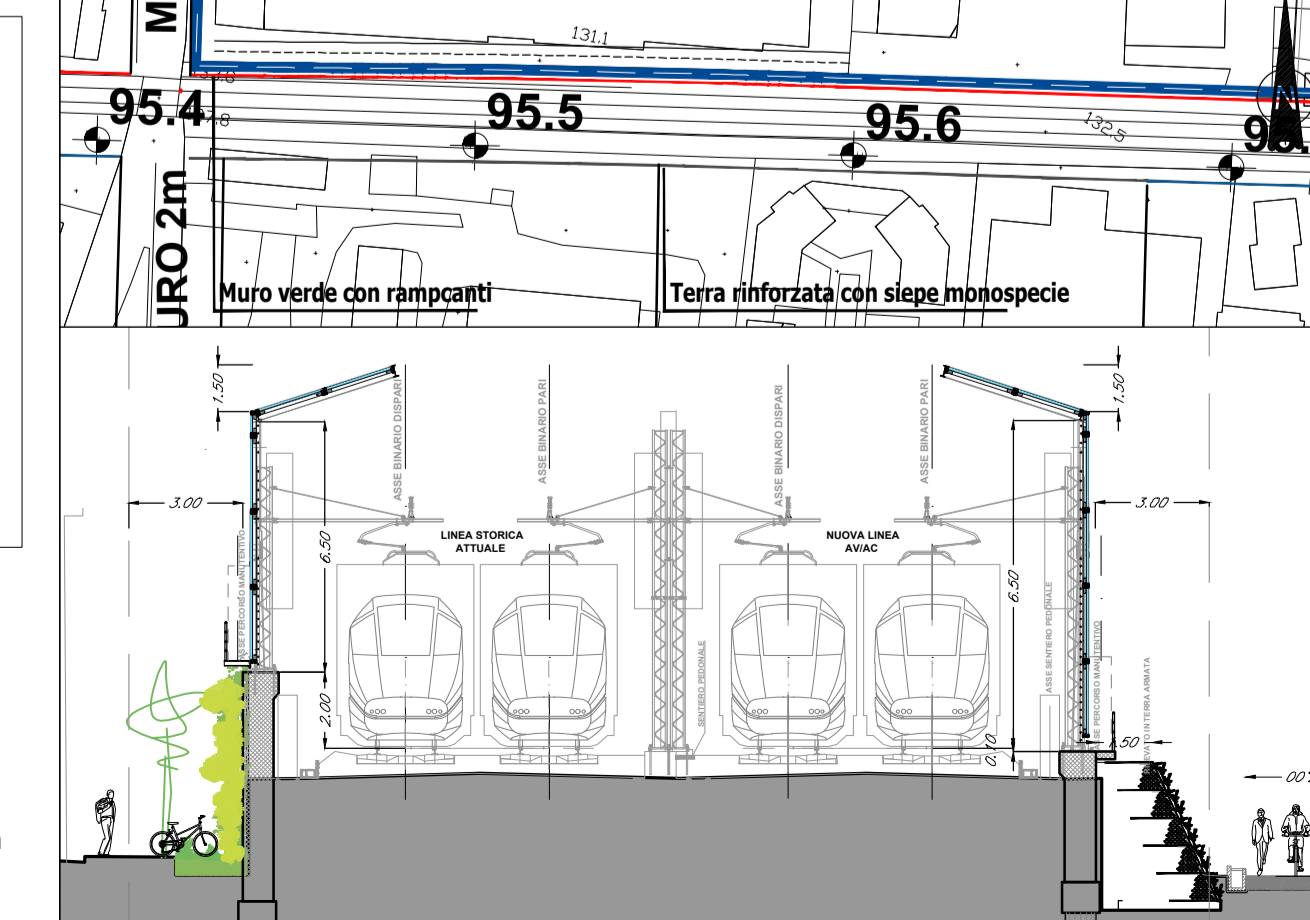 M
131.1
95.4
95.5
95.6
132.5
URO 2m
Muro verde con rampcanti
Terra rinforzata con siepe monospecie
1.50
ASSE BINARIO DISPARI
ASSE BINARIO PARI
ASSE BINARIO DISPARI
ASSE BINARIO PARI
1.50
3.00
3.00
LINEA STORICA
ATTUALE
NUOVA LINEA
AV/AC
6.50
6.50
ASSE PERCORSO MANUTENTIVO
SENTIERO PEDONALE
ASSE SENTIERO PEDONALE
ASSE PERCORSO MANUTENTIVO
2.00
0.10